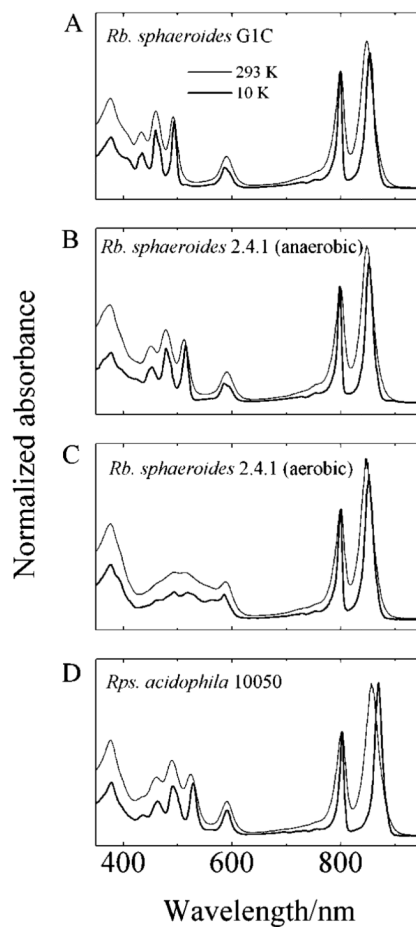 A
Rb. sphaeroides G1C
293 K
10 K
B
Rb. sphaeroides 2.4.1 (anaerobic)
C
Rb. sphaeroides 2.4.1 (aerobic)
D
Rps. acidophila 10050
Normalized absorbance
400 600 800
Wavelength/nm